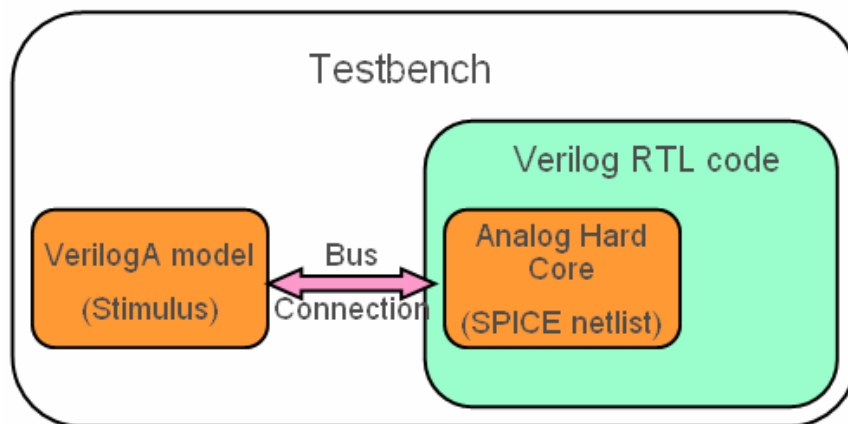 Testbench
Verilog RTL code
VerilogA model
(Stimulus)
Bus
Connection
Analog Hard
Core
(SPICE netlist)